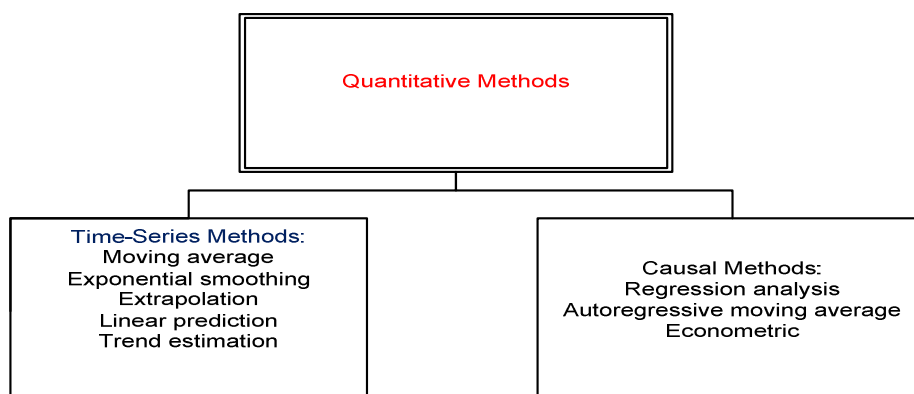 Quantitative Methods
Time-Series Methods:
Moving average
Exponential smoothing
Extrapolation
Linear prediction
Trend estimation
Causal Methods:
Regression analysis
Autoregressive moving average
Econometric